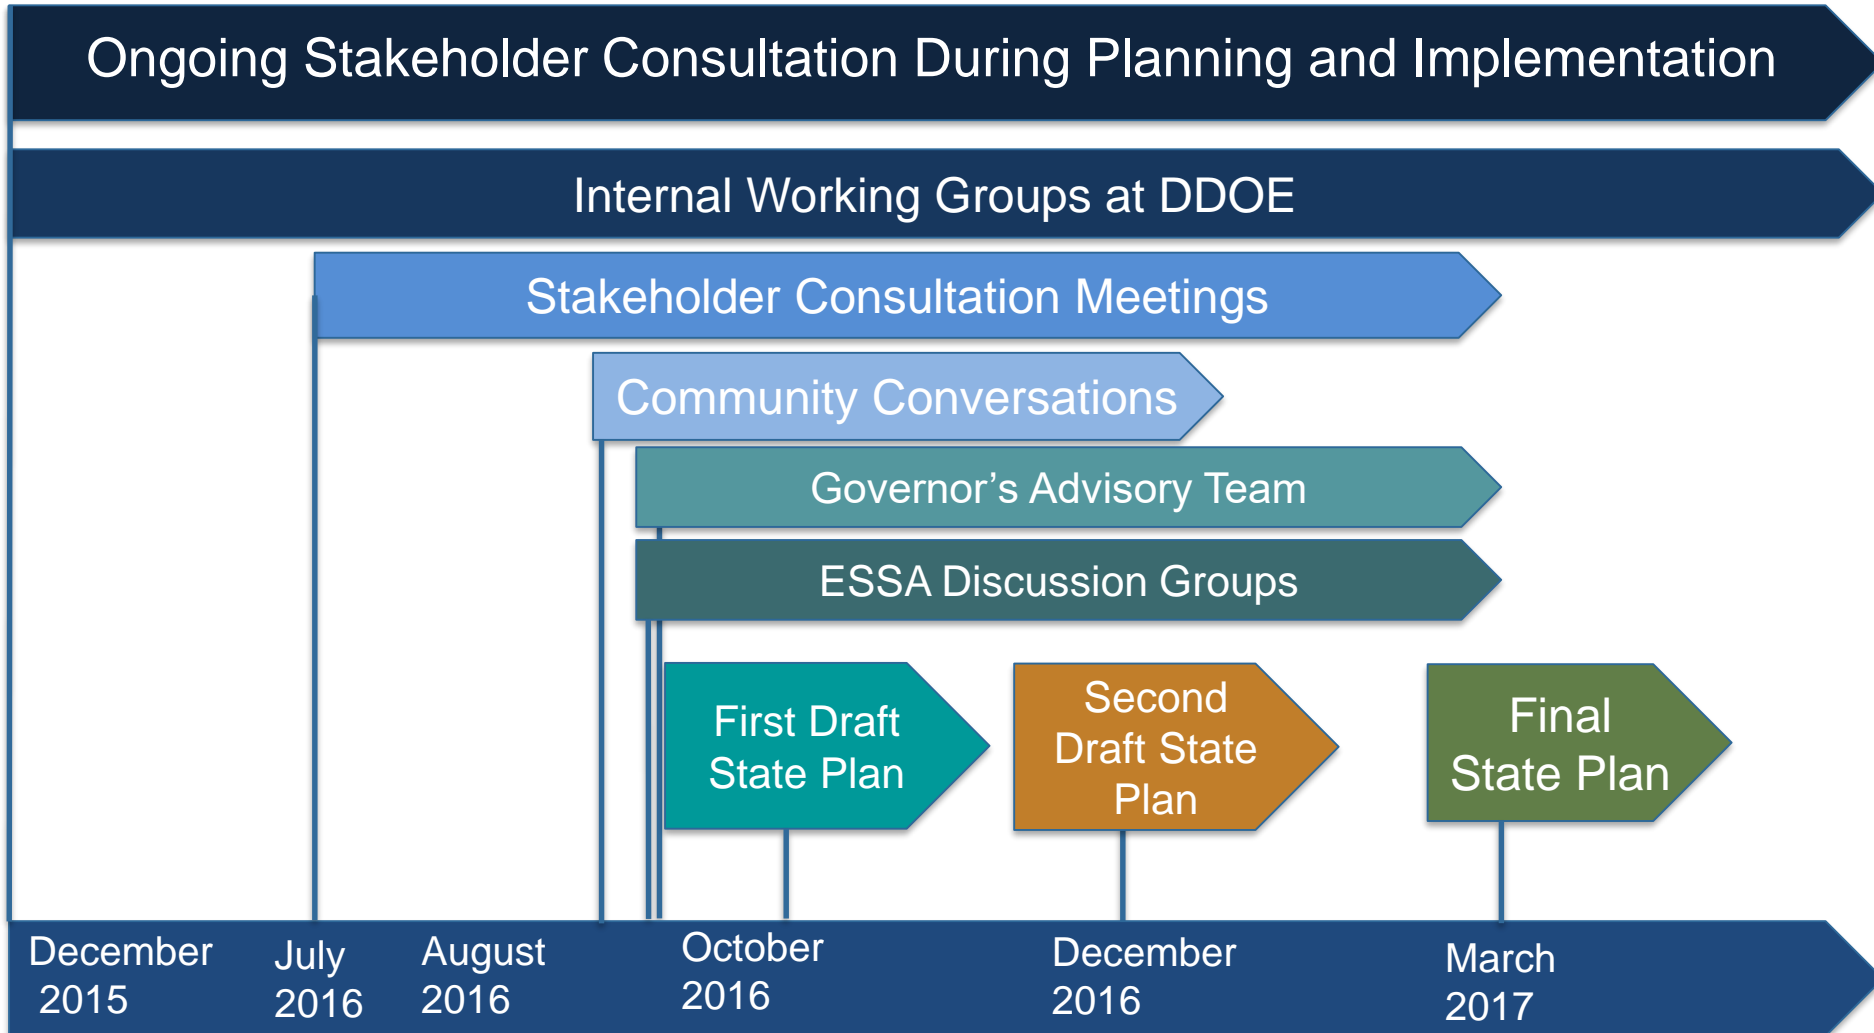 Ongoing Stakeholder Consultation During Planning and Implementation
Internal Working Groups at DDOE
Stakeholder Consultation Meetings
Community Conversations
Governor’s Advisory Team
ESSA Discussion Groups
First Draft
State Plan
Second
Draft State
Plan
Final
State Plan
December
2015
July
2016
August
2016
October
2016
December
2016
March
2017